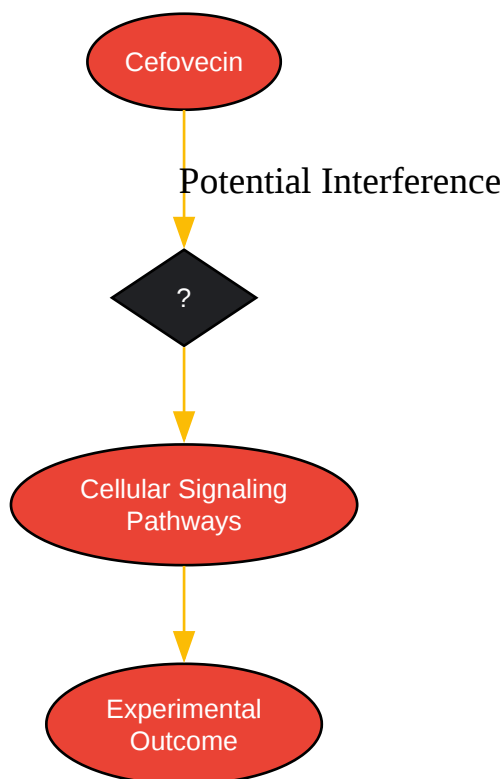 Cefovecin
Potential Interference
?
Cellular Signaling
Pathways
Experimental
Outcome